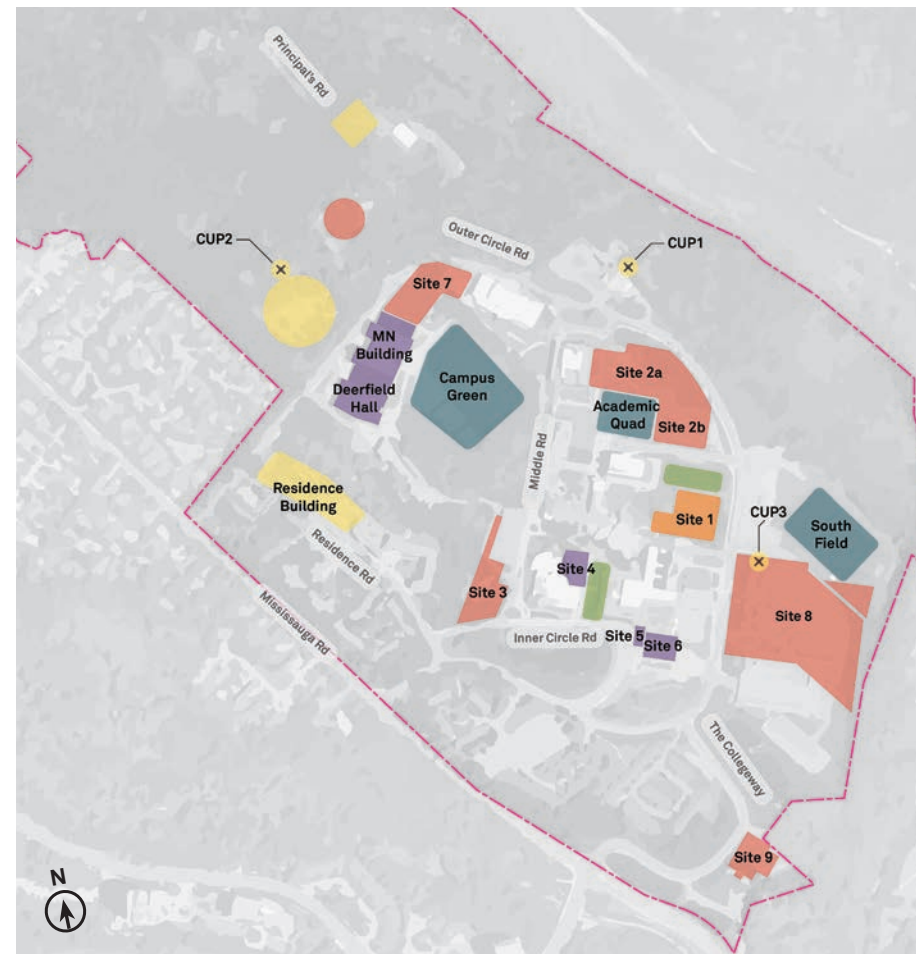 Principal's Rd
CUP2
Outer Circle Rd
CUP1
Site 7
MN
Building
Deerfield
Hall
Campus
Green
Site 2a
Academic
Quad
Site 2b
Middle Rd
Residence
Building
Site 1
CUP3
South
Field
Residence Rd
Site 4
Site 3
Mississauga Rd
Inner Circle Rd
Site 5
Site 6
Site 8
The Collegeway
Site 9
N